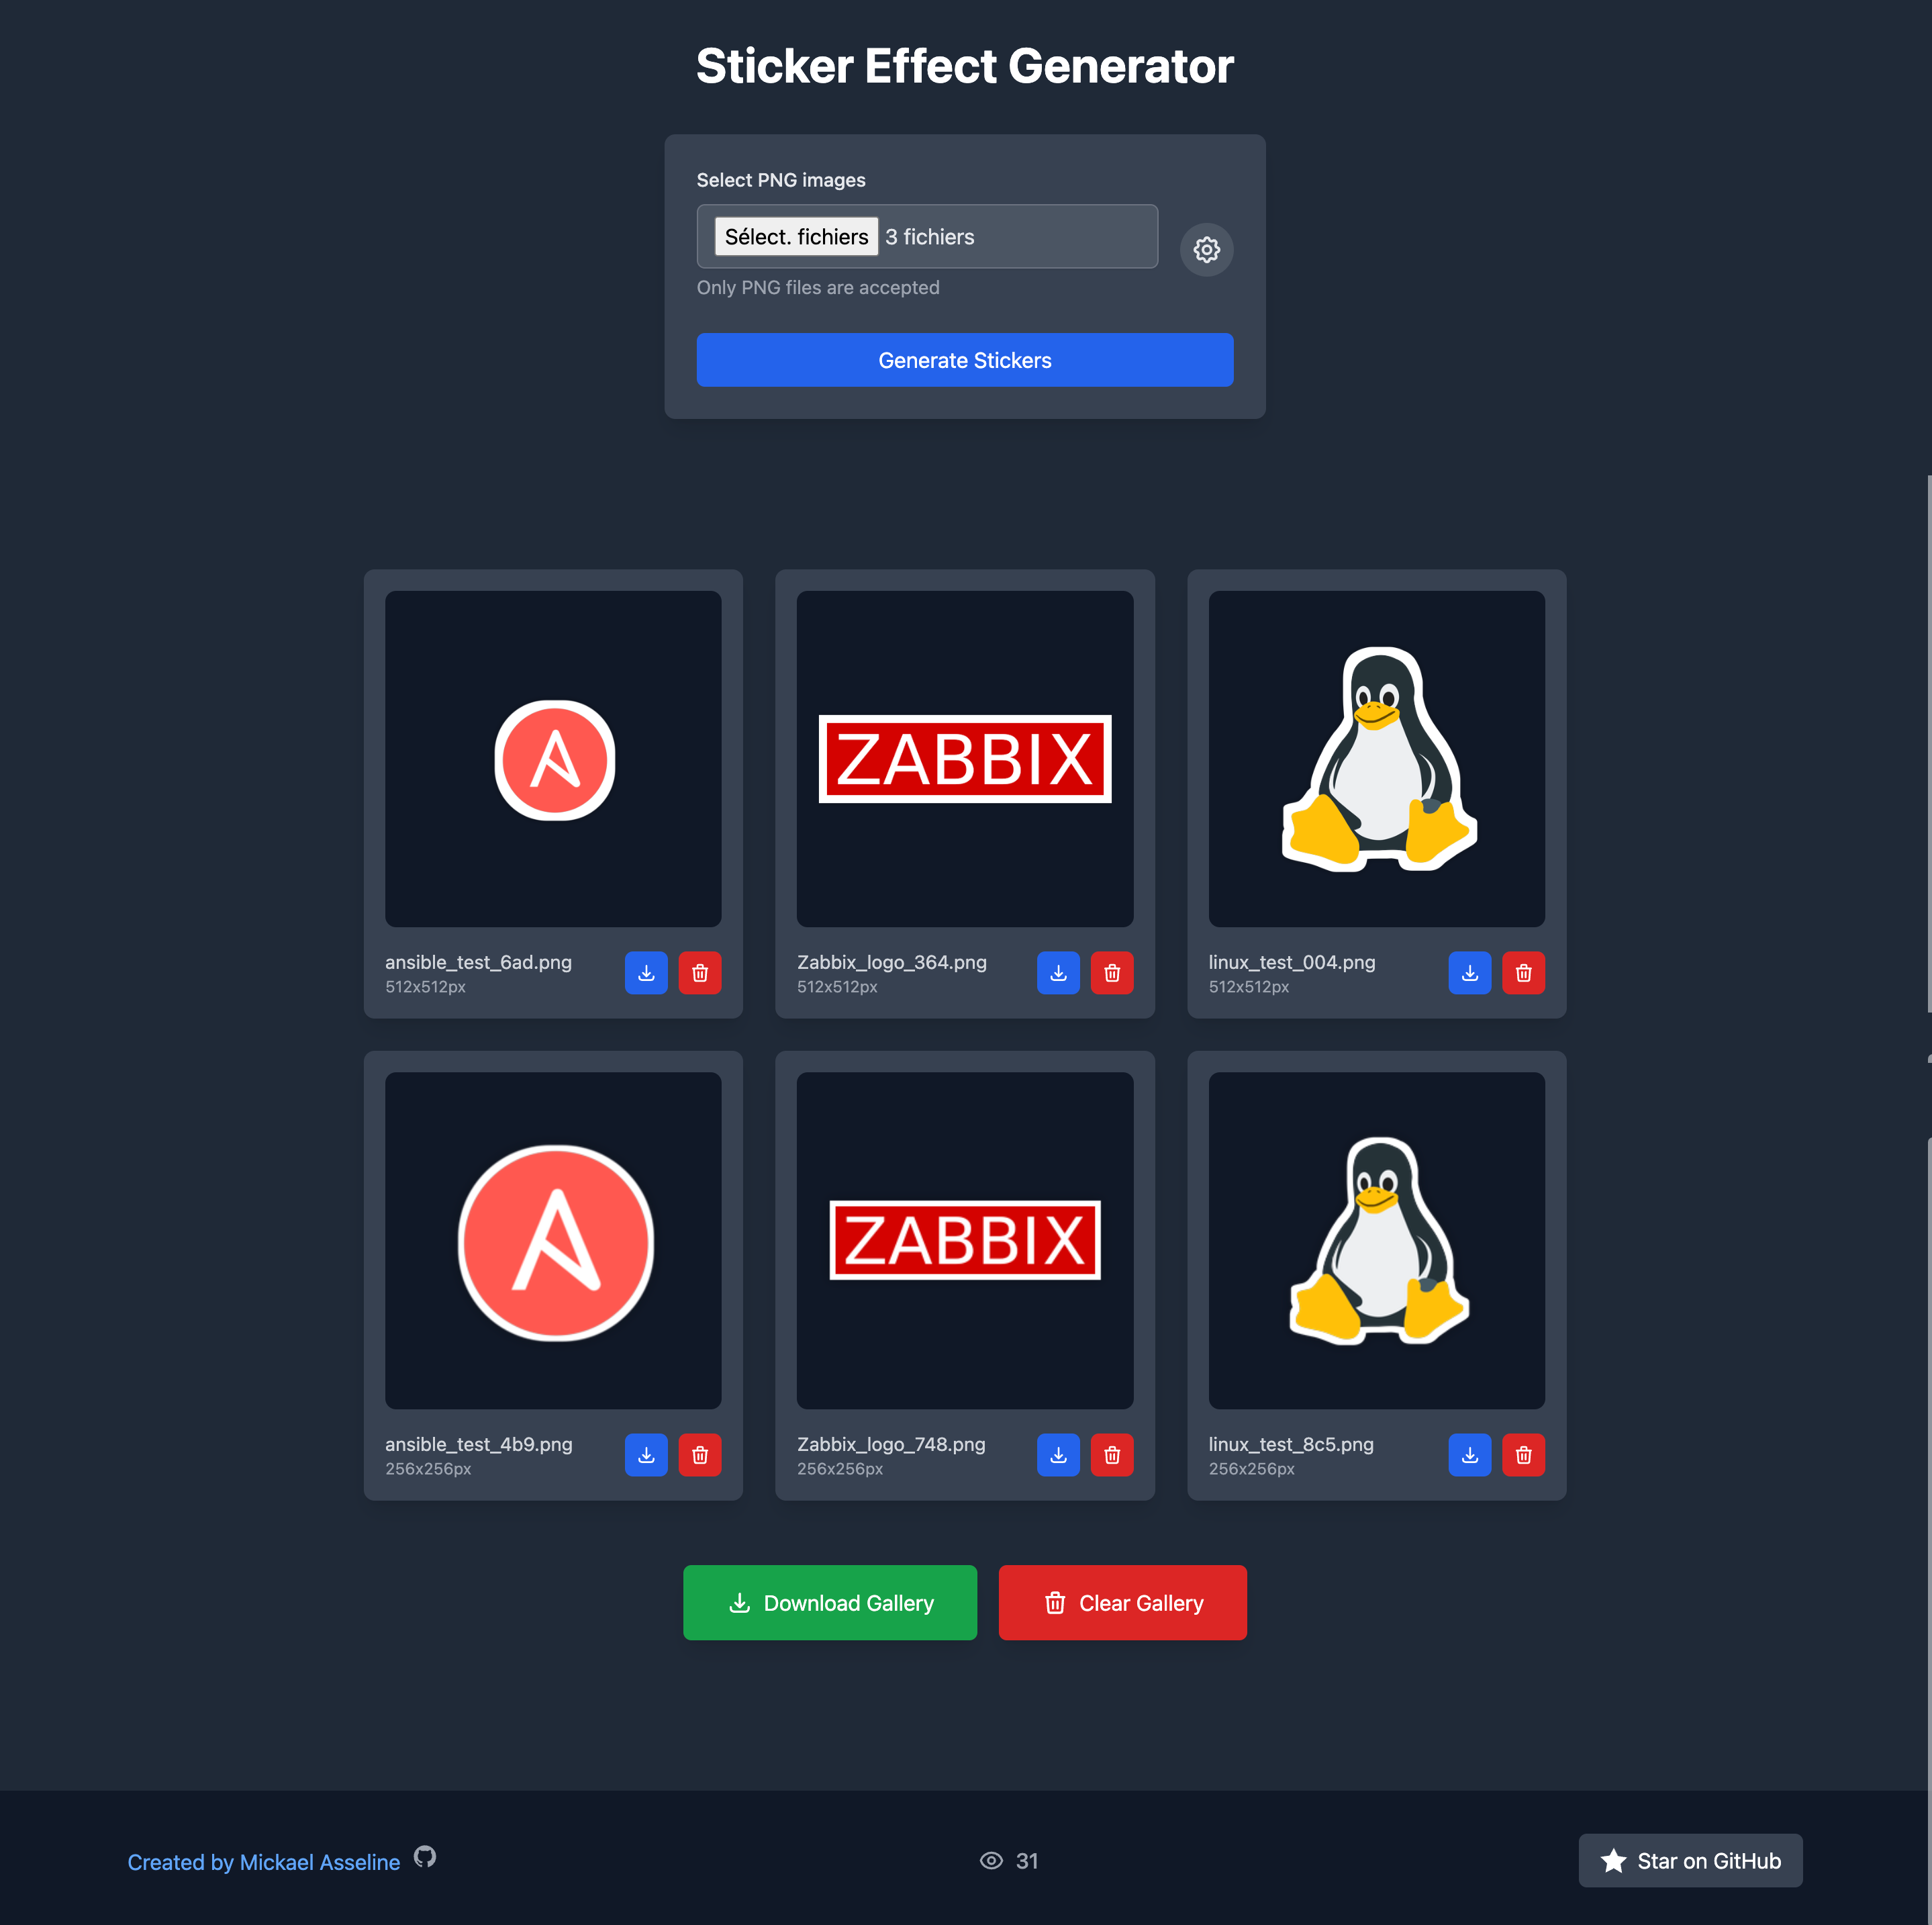 Sticker Effect Generator
Select PNG images
Sélect. fichiers 3 fichiers
Only PNG files are accepted
Generate Stickers
ZABBIX
ansible_test_6ad.png
512x512px
Zabbix_logo_364.png
512x512px
linux_test_004.png
512x512px
ZABBIX
ansible_test_4b9.png
256x256px
Zabbix_logo_748.png
256x256px
linux_test_8c5.png
256x256px
Download Gallery
Clear Gallery
Created by Mickael Asseline
31
Star on GitHub